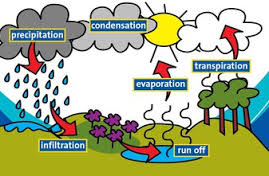 condensation
precipitation
transpiration
evaporation
infiltration
run off